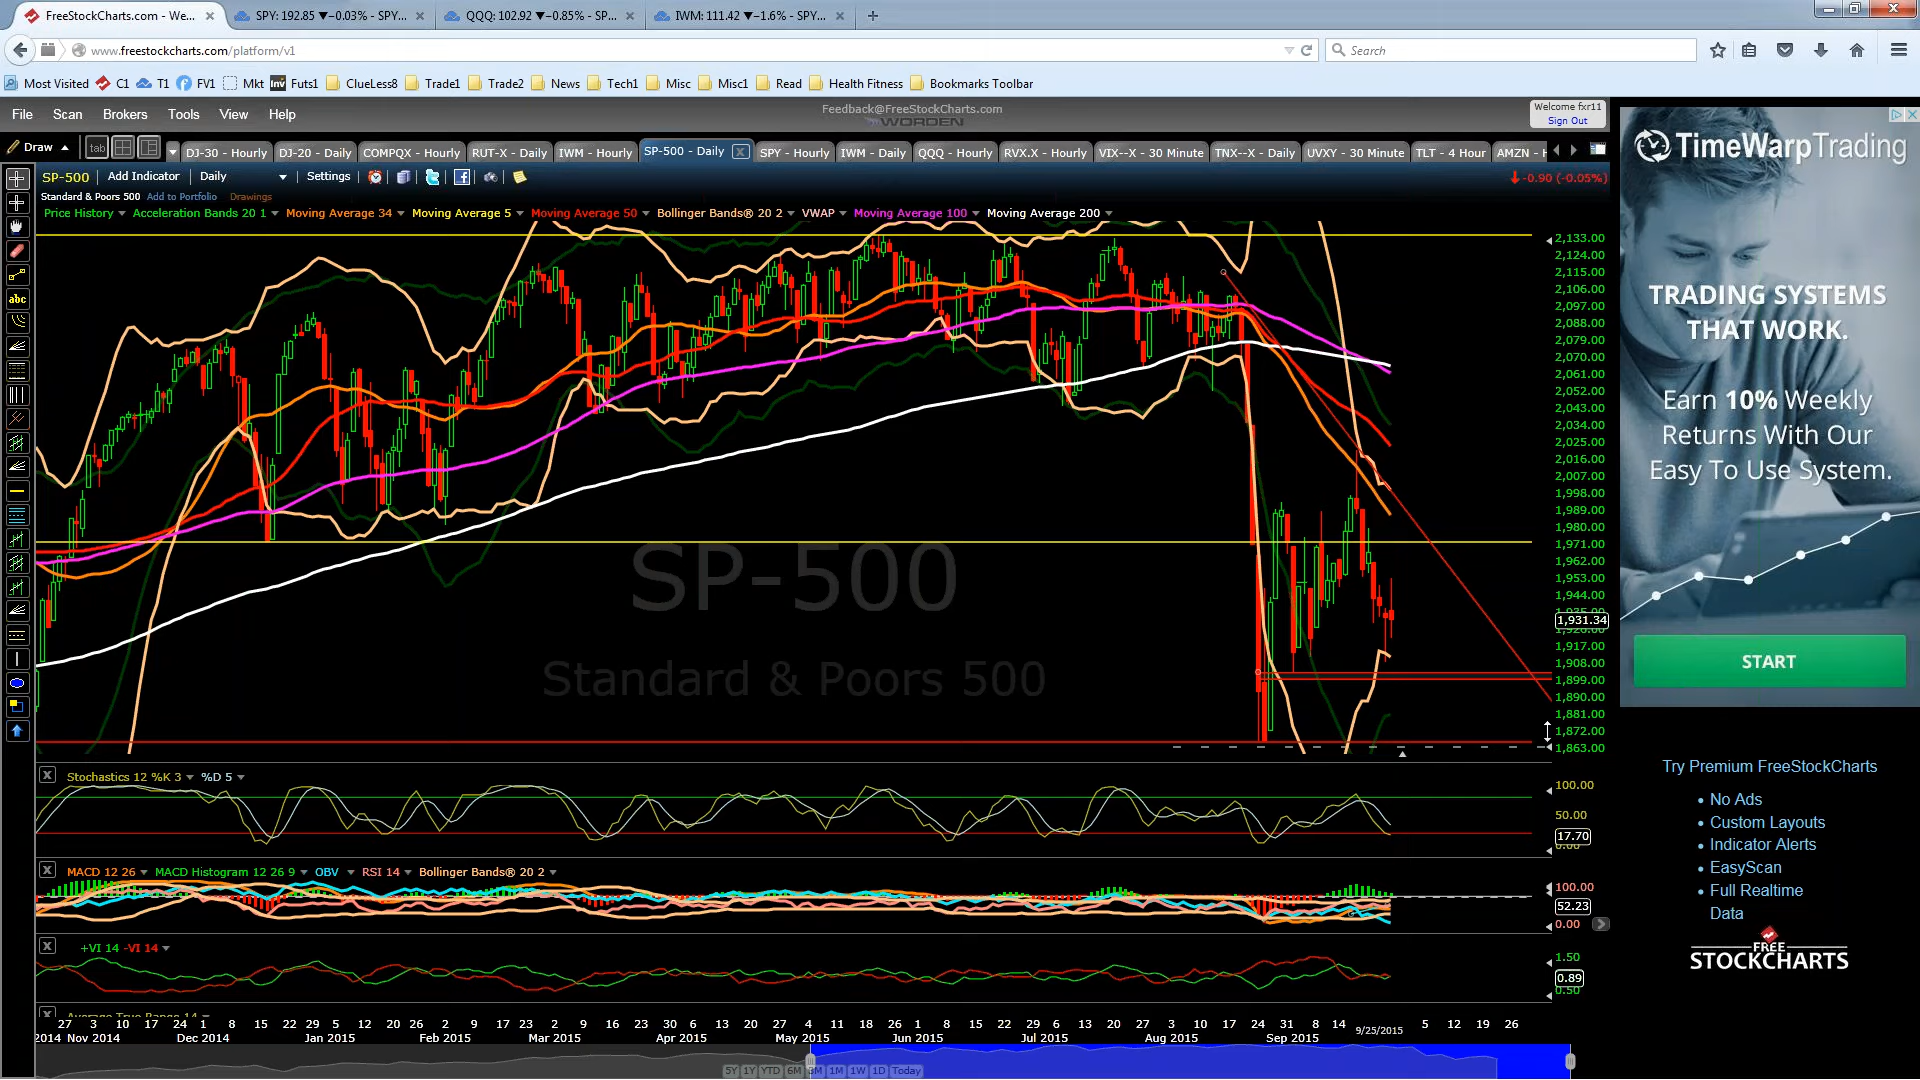 FreeStockCharts.com - We...
SPY: 192.85 ▼−0.03% - SPY...
QQQ: 102.92 ▼−0.85% - SP...
IWM: 111.42 ▼−1.6% - SPY...
www.freestockcharts.com/platform/v1
Search
Most Visited C1 T1 FV1 Mkt Inv Futs1 ClueLess8 Trade1 Trade2 News Tech1 Misc Misc1 Read Health Fitness Bookmarks Toolbar
File Scan Brokers Tools View Help
Feedback@FreeStockCharts.com
WORDEN
Welcome fxr11
Sign Out
Draw tab DJ-30 - Hourly DJ-20 - Daily COMPQX - Hourly RUT-X - Daily IWM - Hourly SP-500 - Daily SPY - Hourly IWM - Daily QQQ - Hourly RVX.X - Hourly VIX--X - 30 Minute TNX--X - Daily UVXY - 30 Minute TLT - 4 Hour AMZN - H
SP-500 Add Indicator Daily Settings -0.90 (-0.05%)
Standard & Poors 500 Add to Portfolio Drawings
Price History Acceleration Bands 20 1 Moving Average 34 Moving Average 5 Moving Average 50 Bollinger Bands® 20 2 VWAP Moving Average 100 Moving Average 200
abc
2,133.00
2,124.00
2,115.00
2,106.00
2,097.00
2,088.00
2,079.00
2,070.00
2,061.00
2,052.00
2,043.00
2,034.00
2,025.00
2,016.00
2,007.00
1,998.00
1,989.00
1,980.00
1,971.00
1,962.00
1,953.00
1,944.00
1,931.34
1,917.00
1,908.00
1,899.00
1,890.00
1,881.00
1,872.00
1,863.00
SP-500
Standard & Poors 500
Stochastics 12 %K 3 %D 5
100.00
50.00
17.70
MACD 12 26 MACD Histogram 12 26 9 OBV RSI 14 Bollinger Bands® 20 2
100.00
52.23
0.00
+VI 14 -VI 14
1.50
0.89
0.50
Average True Range 14
27 3 10 17 24 1 8 15 22 29 5 12 20 26 2 9 17 23 2 9 16 23 30 6 13 20 27 4 11 18 26 1 8 15 22 29 6 13 20 27 3 10 17 24 31 8 14 9/25/2015 5 12 19 26
2014 Nov 2014 Dec 2014 Jan 2015 Feb 2015 Mar 2015 Apr 2015 May 2015 Jun 2015 Jul 2015 Aug 2015 Sep 2015
5Y 1Y YTD 6M 3M 1M 1W 1D Today
TimeWarpTrading
TRADING SYSTEMS
THAT WORK.
Earn 10% Weekly
Returns With Our
Easy To Use System.
START
Try Premium FreeStockCharts
• No Ads
• Custom Layouts
• Indicator Alerts
• EasyScan
• Full Realtime
Data
FREE
STOCKCHARTS